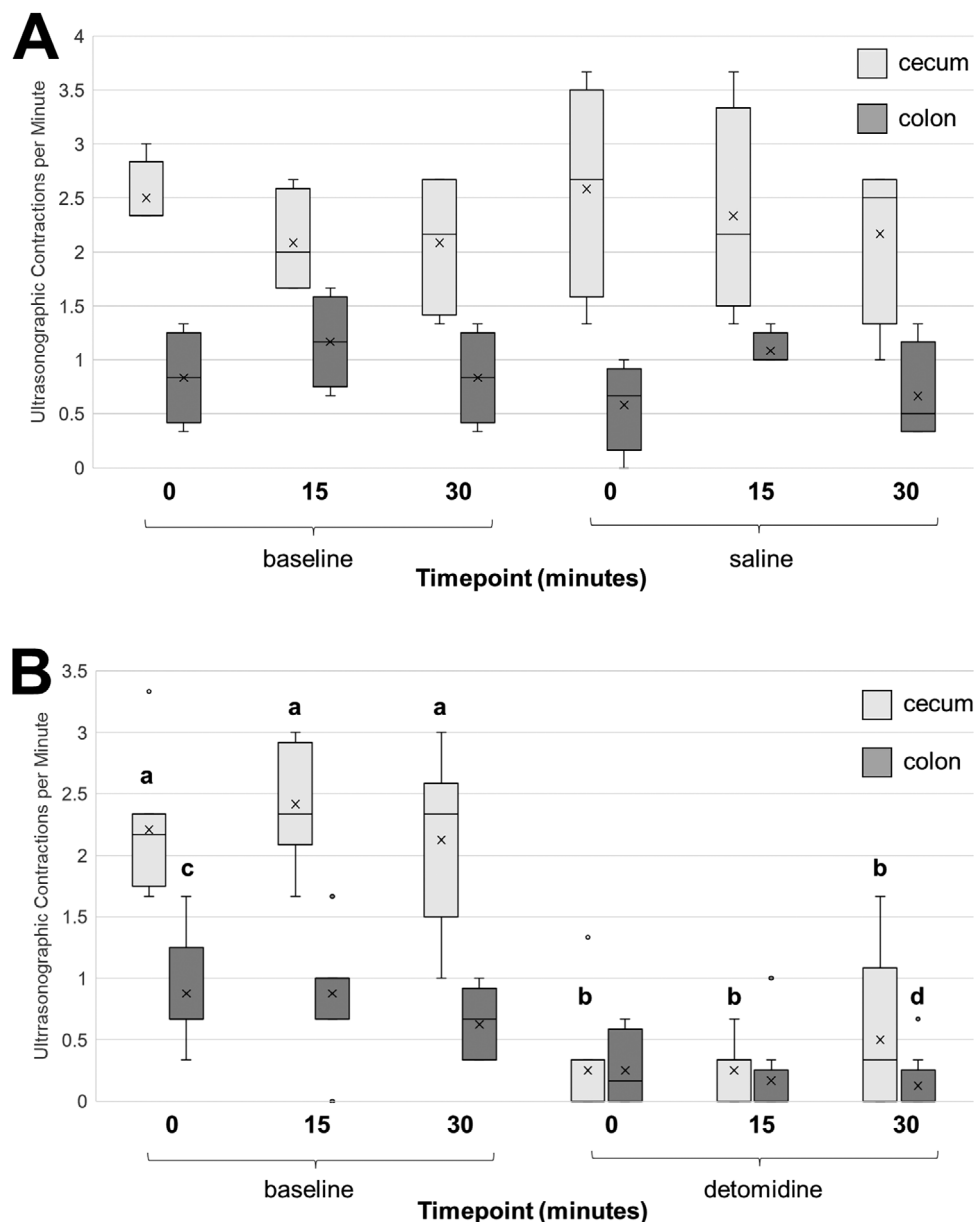 A
Ultrasonographic Contractions per Minute
4
3.5
3
2.5
2
1.5
1
0.5
0
cecum
colon
0 15 30 0 15 30
baseline saline
Timepoint (minutes)
B
Ultrrasonographic Contractions per Minute
3.5
3
2.5
2
1.5
1
0.5
0
cecum
colon
a a a
c
b b b d
0 15 30 0 15 30
baseline detomidine
Timepoint (minutes)